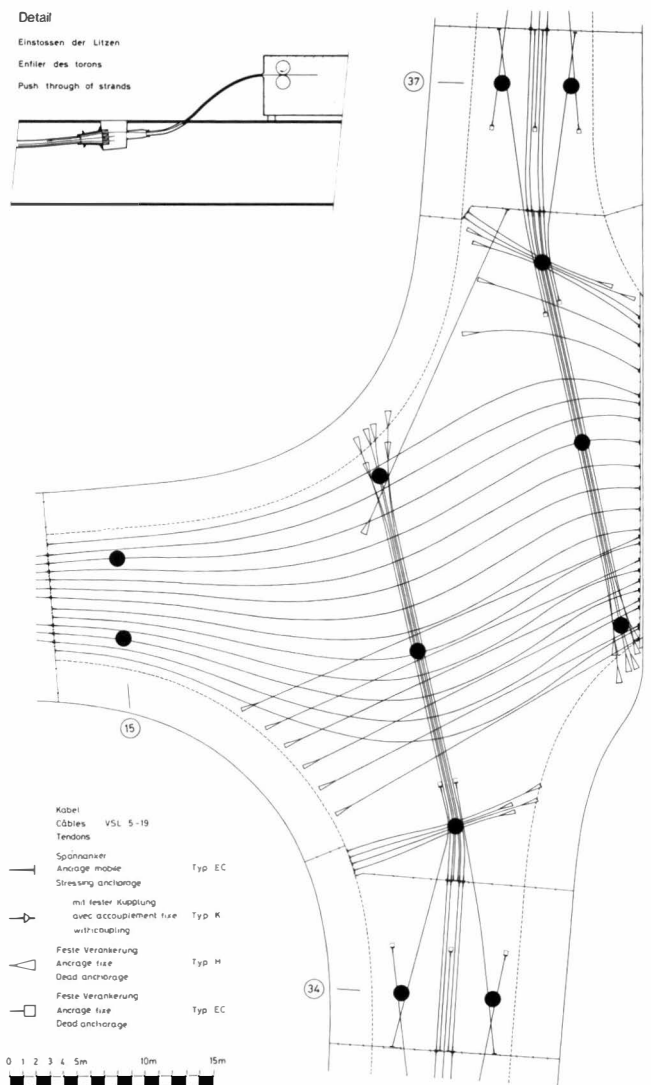 Detail
Einstossen der Litzen
Enfiler des torons
Push through of strands
37
15
34
Kabel
Câbles VSL 5-19
Tendons
Spannanker
Ancrage mobile Typ EC
Stressing anchorage
mit fester Kupplung
avec accouplement fixe Typ K
with coupling
Feste Verankerung
Ancrage fixe Typ H
Dead anchorage
Feste Verankerung
Ancrage fixe Typ EC
Dead anchorage
0 1 2 3 4 5m 10m 15m